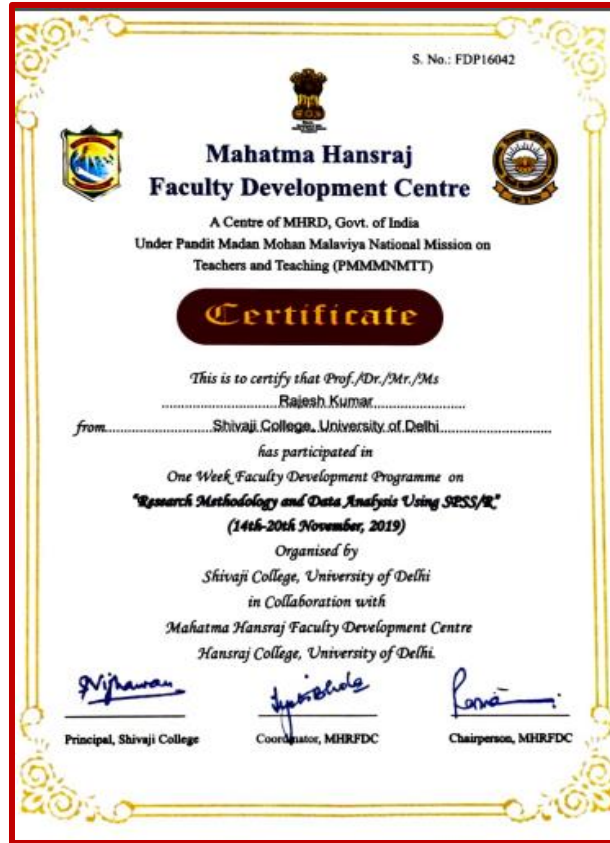 S. No.: FDP16042
Mahatma Hansraj
Faculty Development Centre
A Centre of MHRD, Govt. of India
Under Pandit Madan Mohan Malaviya National Mission on
Teachers and Teaching (PMMMNMTT)
Certificate
This is to certify that Prof./Dr./Mr./Ms
Rajesh Kumar
from Shivaji College, University of Delhi
has participated in
One Week Faculty Development Programme on
"Research Methodology and Data Analysis Using SPSS/R"
(14th-20th November, 2019)
Organised by
Shivaji College, University of Delhi
in Collaboration with
Mahatma Hansraj Faculty Development Centre
Hansraj College, University of Delhi.
Principal, Shivaji College
Coordinator, MHRFDC
Chairperson, MHRFDC